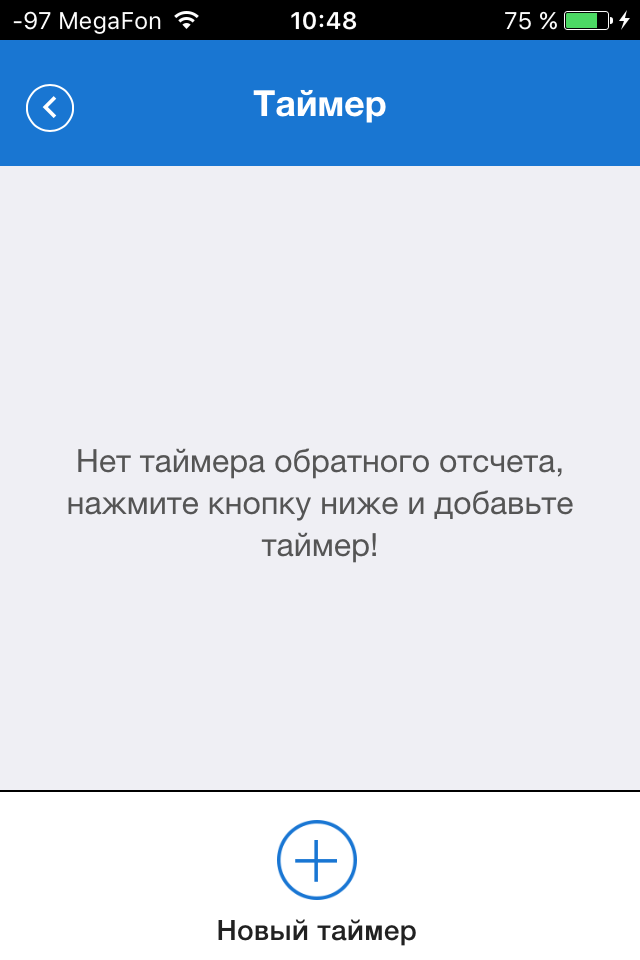 -97 MegaFon 10:48 75 %
Таймер
Нет таймера обратного отсчета,
нажмите кнопку ниже и добавьте
таймер!
Новый таймер